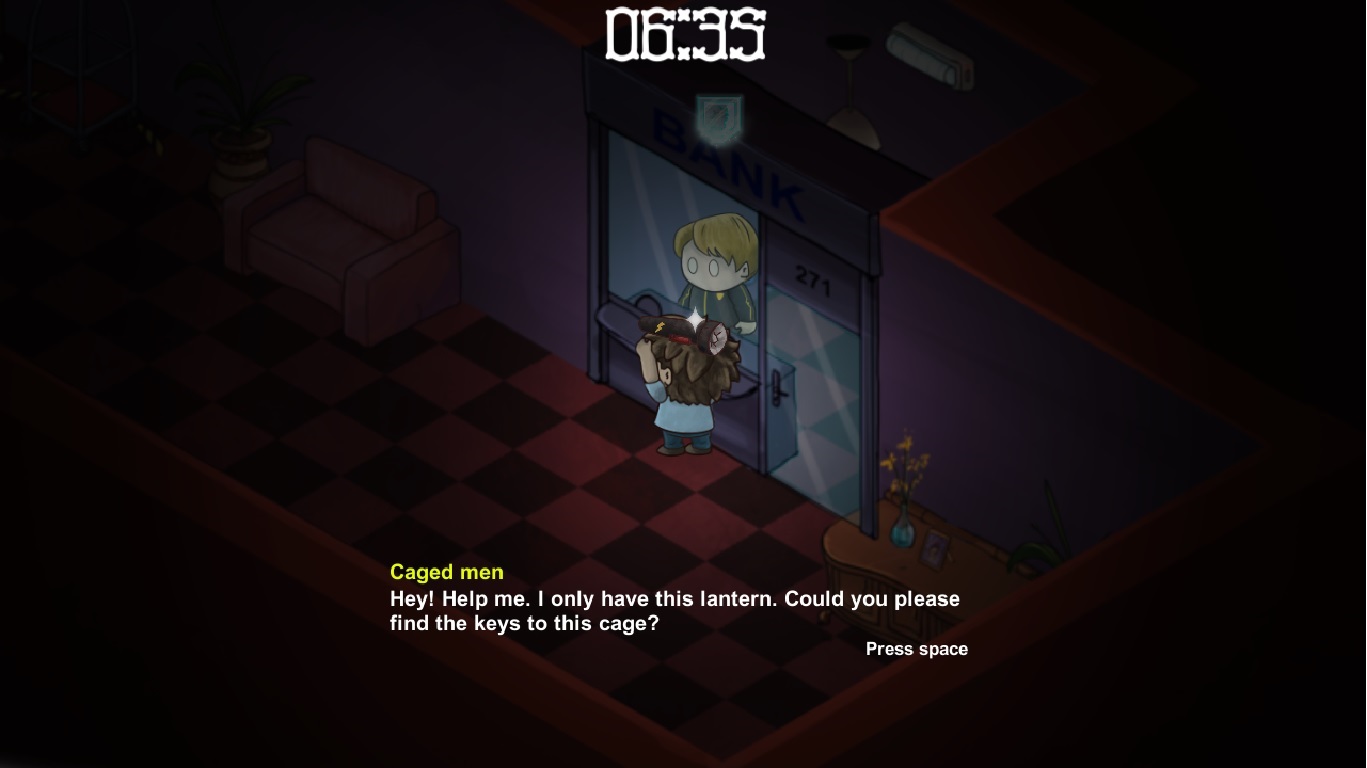 06:35
BANK
271
Caged men
Hey! Help me. I only have this lantern. Could you please
find the keys to this cage?
Press space